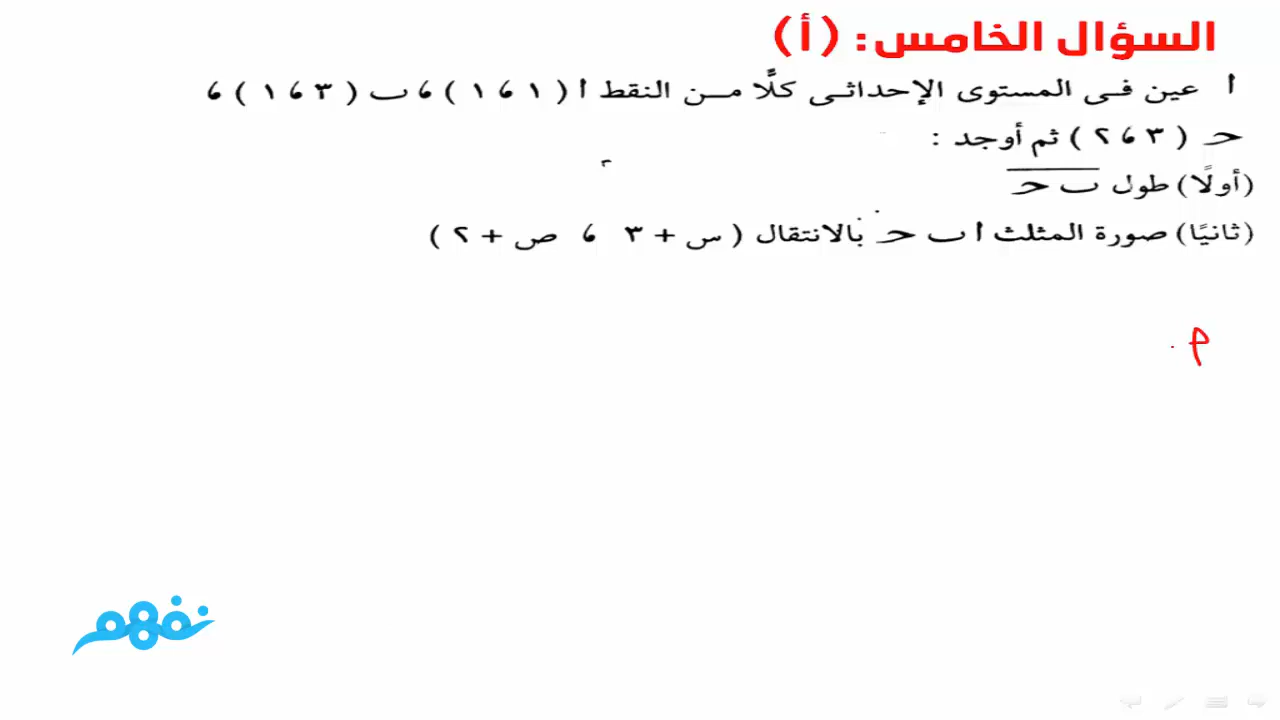 السؤال الخامس: (أ)
أ عين فى المستوى الإحداثى كلًّا من النقط أ (١ ، ١) ، ب (٣ ، ١) ،
حـ (٣ ، ٢) ثم أوجد :
(أولًا) طول ب حـ
(ثانيًا) صورة المثلث أ ب حـ بالانتقال (س + ٣ ، ص + ٢)
م
نفهم